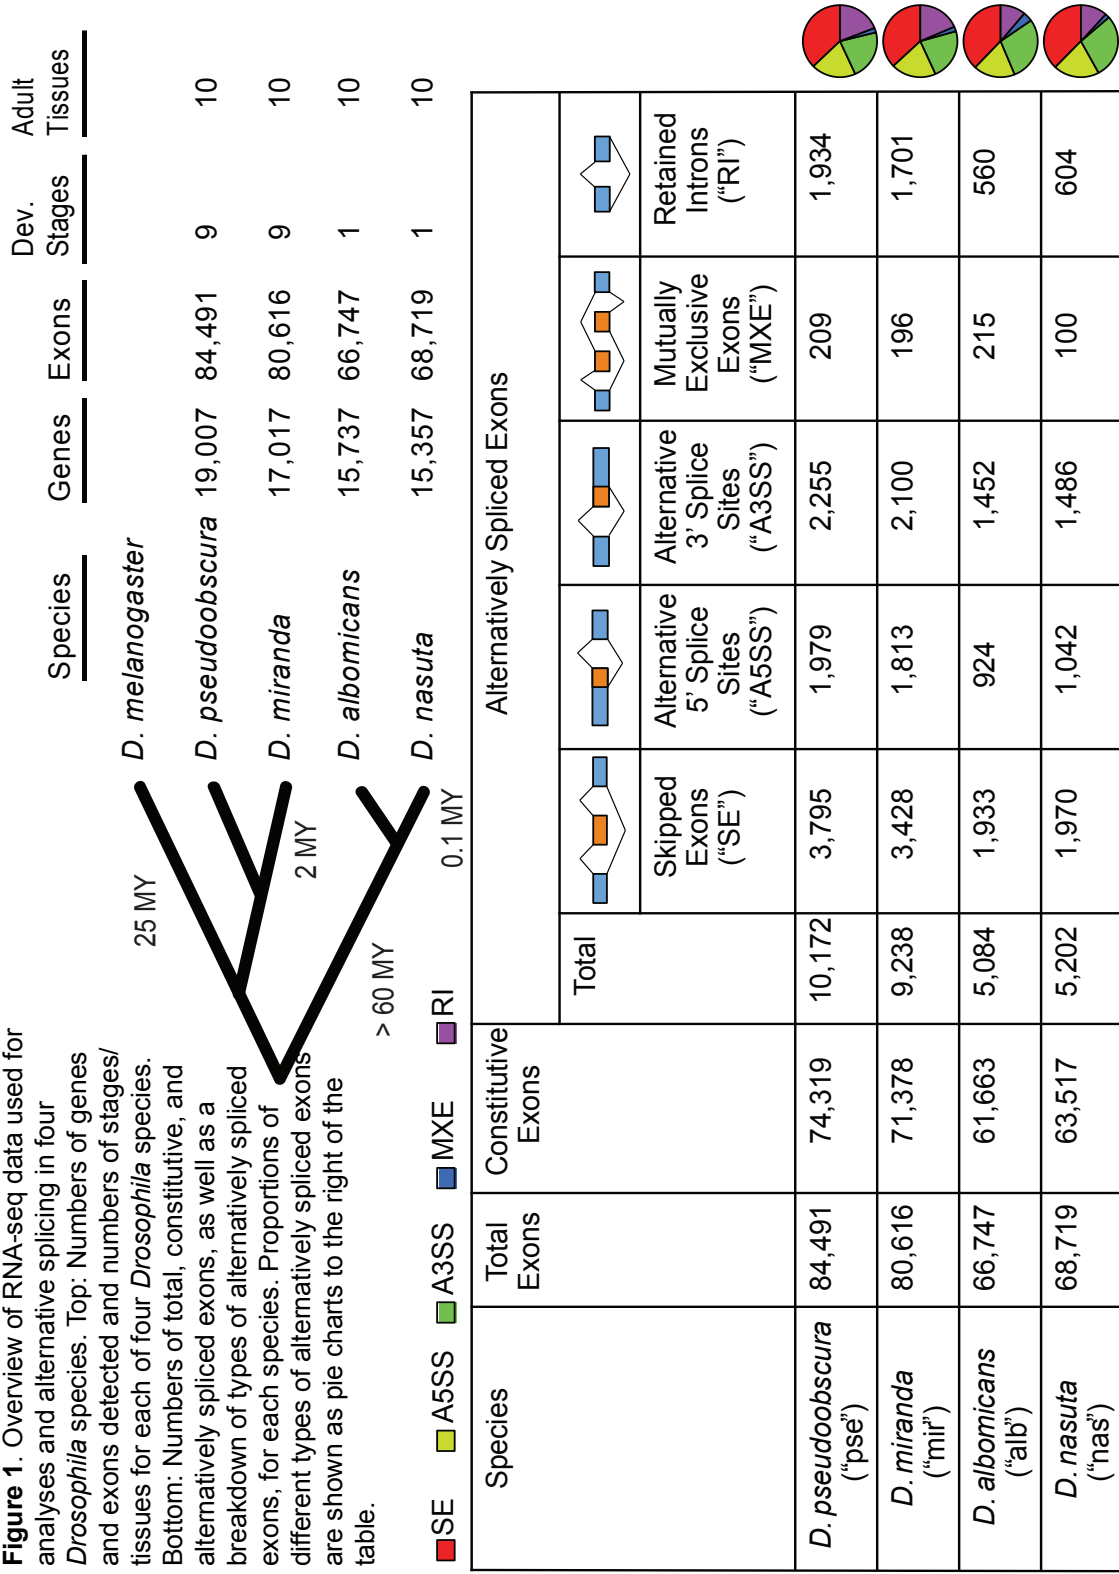 Figure 1. Overview of RNA-seq data used for
analyses and alternative splicing in four
Drosophila species. Top: Numbers of genes
and exons detected and numbers of stages/
tissues for each of four Drosophila species.
Bottom: Numbers of total, constitutive, and
alternatively spliced exons, as well as a
breakdown of types of alternatively spliced
exons, for each species. Proportions of
different types of alternatively spliced exons
are shown as pie charts to the right of the
table.
SE A5SS A3SS MXE RI
25 MY
2 MY
> 60 MY
0.1 MY
Species Genes Exons Dev. Stages Adult Tissues
D. melanogaster
D. pseudoobscura 19,007 84,491 9 10
D. miranda 17,017 80,616 9 10
D. albomicans 15,737 66,747 1 10
D. nasuta 15,357 68,719 1 10
Species
Total
Exons
Constitutive
Exons
Alternatively Spliced Exons
Total
Skipped
Exons
("SE")
Alternative
5' Splice
Sites
("A5SS")
Alternative
3' Splice
Sites
("A3SS")
Mutually
Exclusive
Exons
("MXE")
Retained
Introns
("RI")
D. pseudoobscura
("pse")
84,491 74,319 10,172 3,795 1,979 2,255 209 1,934
D. miranda
("mir")
80,616 71,378 9,238 3,428 1,813 2,100 196 1,701
D. albomicans
("alb")
66,747 61,663 5,084 1,933 924 1,452 215 560
D. nasuta
("nas")
68,719 63,517 5,202 1,970 1,042 1,486 100 604